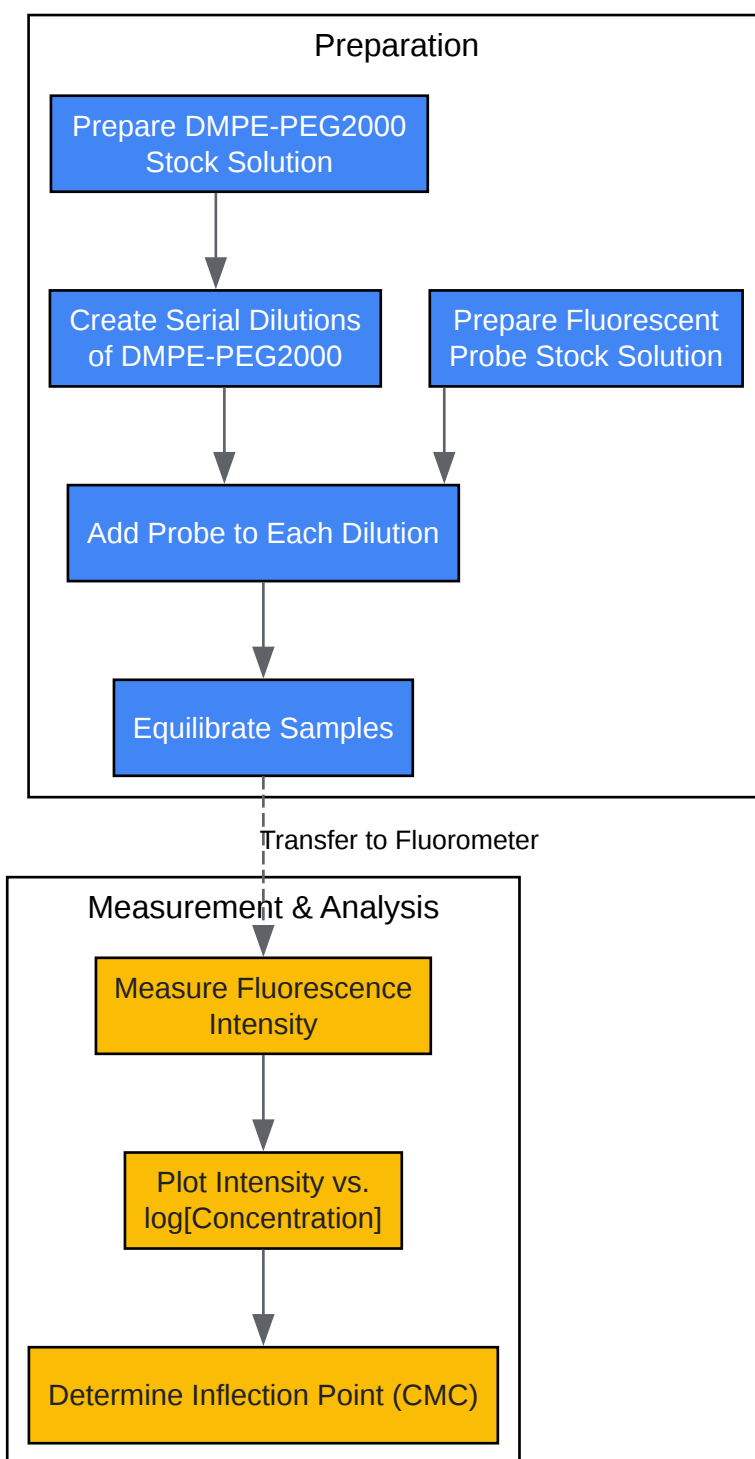 Preparation
Prepare DMPE-PEG2000
Stock Solution
Create Serial Dilutions
of DMPE-PEG2000
Prepare Fluorescent
Probe Stock Solution
Add Probe to Each Dilution
Equilibrate Samples
Transfer to Fluorometer
Measurement & Analysis
Measure Fluorescence
Intensity
Plot Intensity vs.
log[Concentration]
Determine Inflection Point (CMC)